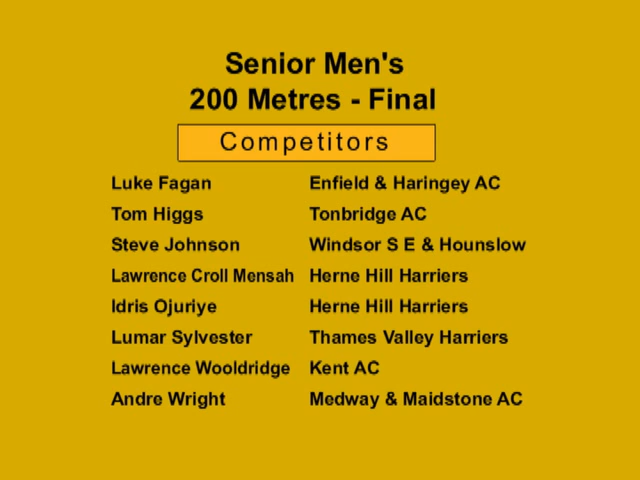 Senior Men's
200 Metres - Final
Competitors
Luke Fagan Enfield & Haringey AC
Tom Higgs Tonbridge AC
Steve Johnson Windsor S E & Hounslow
Lawrence Croll Mensah Herne Hill Harriers
Idris Ojuriye Herne Hill Harriers
Lumar Sylvester Thames Valley Harriers
Lawrence Wooldridge Kent AC
Andre Wright Medway & Maidstone AC